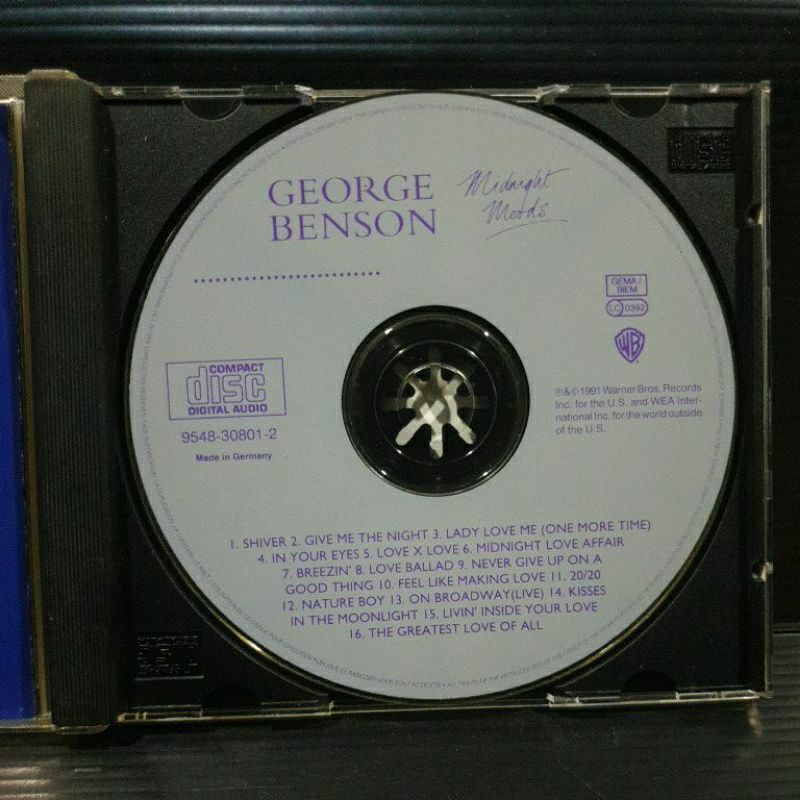 GEORGE
BENSON
Midnight
Moods
GEMA/
BIEM
LC 0392
WB
COMPACT
disc
DIGITAL AUDIO
9548-30801-2
Made in Germany
℗&©1991 Warner Bros. Records
Inc. for the U.S. and WEA Inter-
national Inc. for the world outside
of the U.S.
1. SHIVER 2. GIVE ME THE NIGHT 3. LADY LOVE ME (ONE MORE TIME)
4. IN YOUR EYES 5. LOVE X LOVE 6. MIDNIGHT LOVE AFFAIR
7. BREEZIN' 8. LOVE BALLAD 9. NEVER GIVE UP ON A
GOOD THING 10. FEEL LIKE MAKING LOVE 11. 20/20
12. NATURE BOY 13. ON BROADWAY(LIVE) 14. KISSES
IN THE MOONLIGHT 15. LIVIN' INSIDE YOUR LOVE
16. THE GREATEST LOVE OF ALL